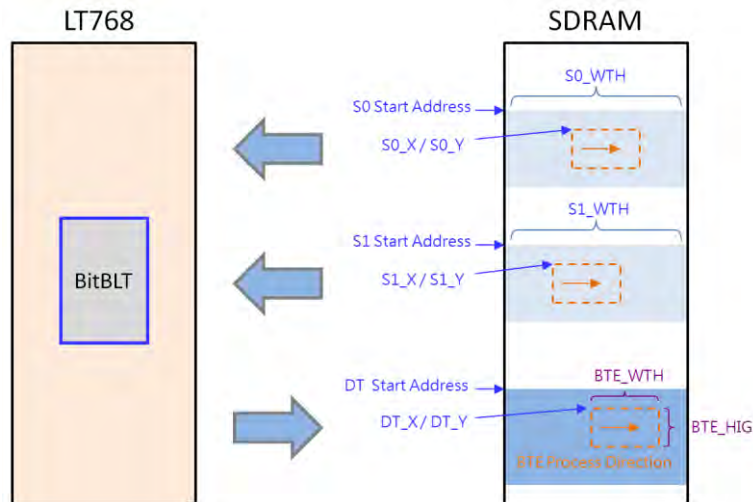 LT768
SDRAM
S0_WTH
S0 Start Address
S0_X / S0_Y
S1_WTH
S1 Start Address
S1_X / S1_Y
BitBLT
DT Start Address
BTE_WTH
DT_X / DT_Y
BTE_HIG
BTE Process Direction